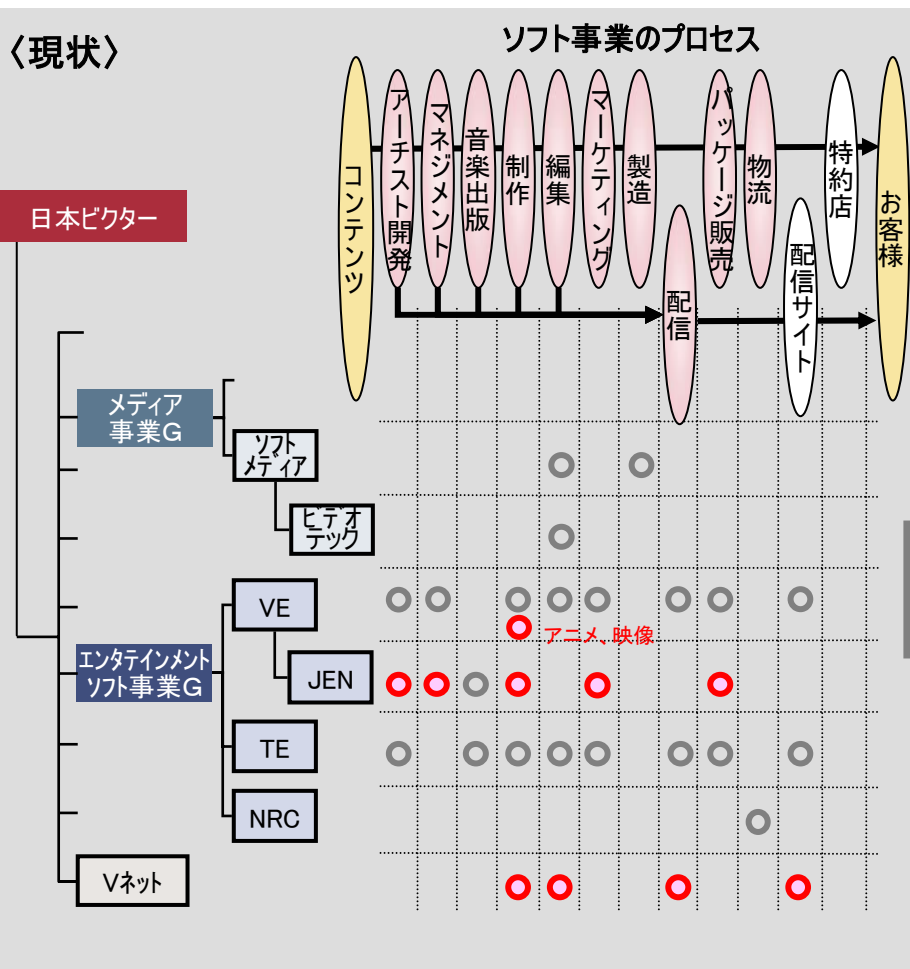 〈現状〉
ソフト事業のプロセス
コンテンツ
アーチスト開発
マネジメント
音楽出版
制作
編集
マーケティング
製造
配信
パッケージ販売
物流
配信サイト
特約店
お客様
日本ビクター
メディア
事業G
ソフト
メディア
ビデオ
テック
VE
アニメ、映像
エンタテインメント
ソフト事業G
JEN
TE
NRC
Vネット